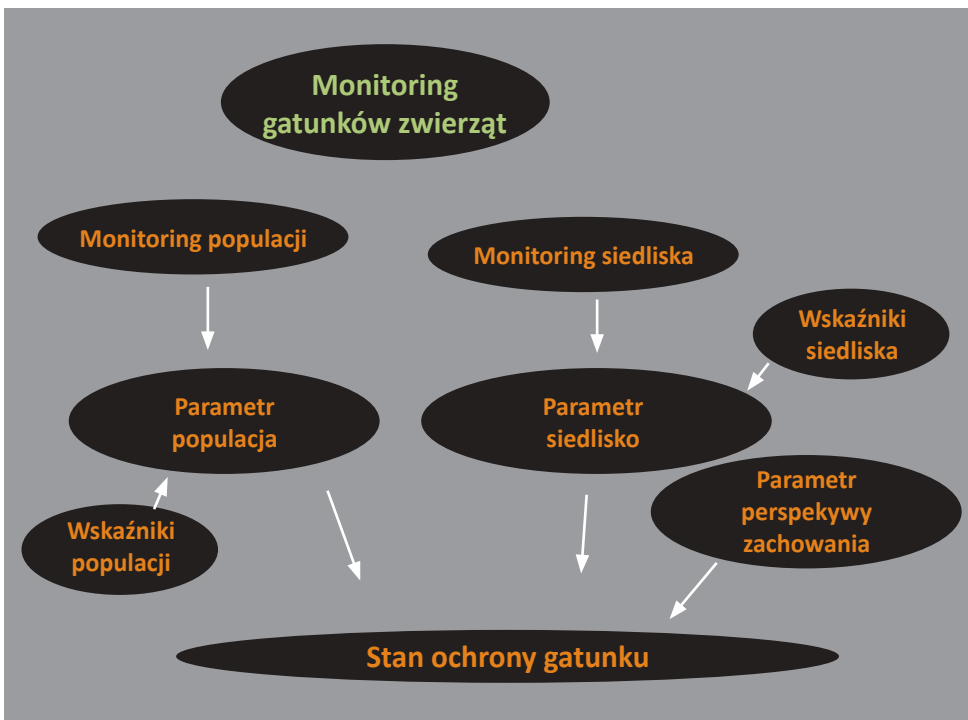 Monitoring
gatunków zwierząt
Monitoring populacji
Monitoring siedliska
Wskaźniki
siedliska
Parametr
populacja
Parametr
siedlisko
Parametr
perspekywy
zachowania
Wskaźniki
populacji
Stan ochrony gatunku